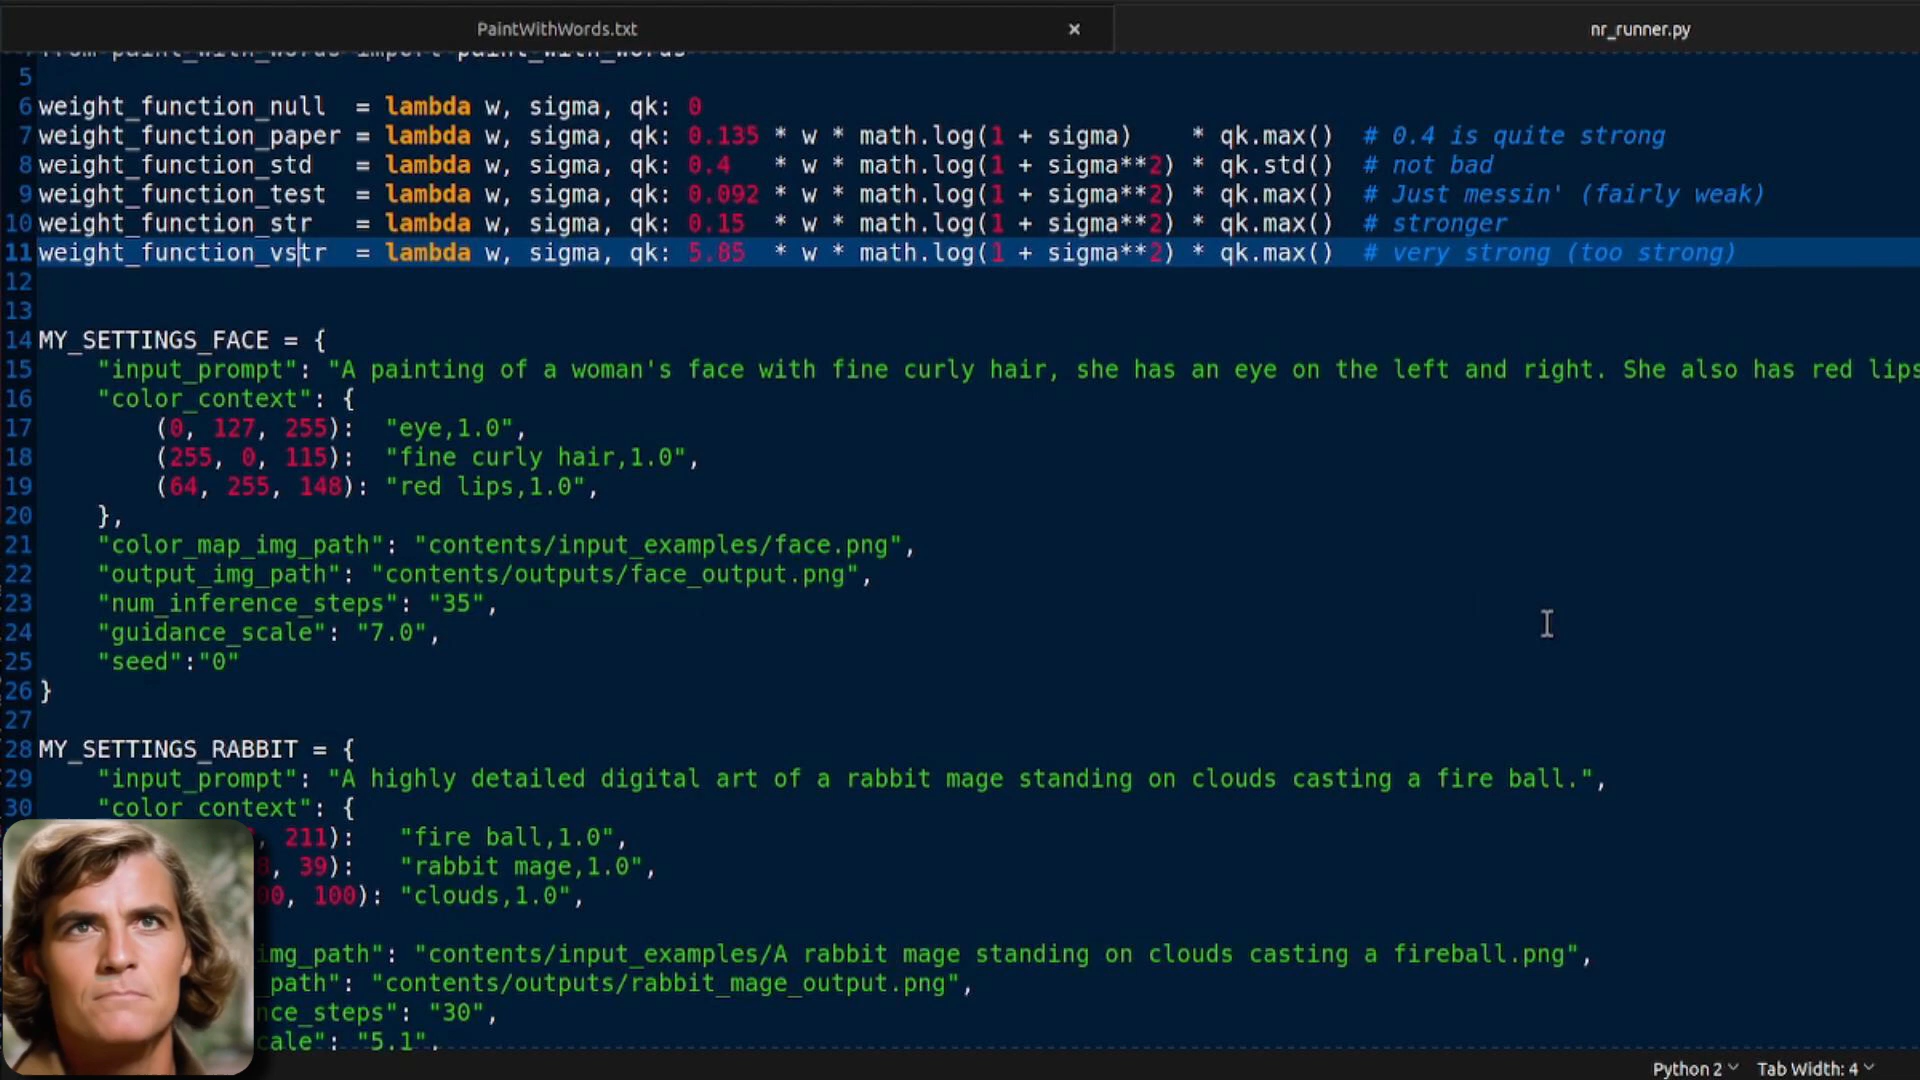 PaintWithWords.txt ×
nr_runner.py
from paint_with_words import paint_with_words
5
6 weight_function_null = lambda w, sigma, qk: 0
7 weight_function_paper = lambda w, sigma, qk: 0.135 * w * math.log(1 + sigma) * qk.max() # 0.4 is quite strong
8 weight_function_std = lambda w, sigma, qk: 0.4 * w * math.log(1 + sigma**2) * qk.std() # not bad
9 weight_function_test = lambda w, sigma, qk: 0.092 * w * math.log(1 + sigma**2) * qk.max() # Just messin' (fairly weak)
10 weight_function_str = lambda w, sigma, qk: 0.15 * w * math.log(1 + sigma**2) * qk.max() # stronger
11 weight_function_vstr = lambda w, sigma, qk: 5.85 * w * math.log(1 + sigma**2) * qk.max() # very strong (too strong)
12
13
14 MY_SETTINGS_FACE = {
15 "input_prompt": "A painting of a woman's face with fine curly hair, she has an eye on the left and right. She also has red lips
16 "color_context": {
17 (0, 127, 255): "eye,1.0",
18 (255, 0, 115): "fine curly hair,1.0",
19 (64, 255, 148): "red lips,1.0",
20 },
21 "color_map_img_path": "contents/input_examples/face.png",
22 "output_img_path": "contents/outputs/face_output.png",
23 "num_inference_steps": "35",
24 "guidance_scale": "7.0",
25 "seed":"0"
26 }
27
28 MY_SETTINGS_RABBIT = {
29 "input_prompt": "A highly detailed digital art of a rabbit mage standing on clouds casting a fire ball.",
30 "color_context": {
, 211): "fire ball,1.0",
, 39): "rabbit mage,1.0",
00, 100): "clouds,1.0",
img_path": "contents/input_examples/A rabbit mage standing on clouds casting a fireball.png",
_path": "contents/outputs/rabbit_mage_output.png",
nce_steps": "30",
cale": "5.1",
Python 2 Tab Width: 4